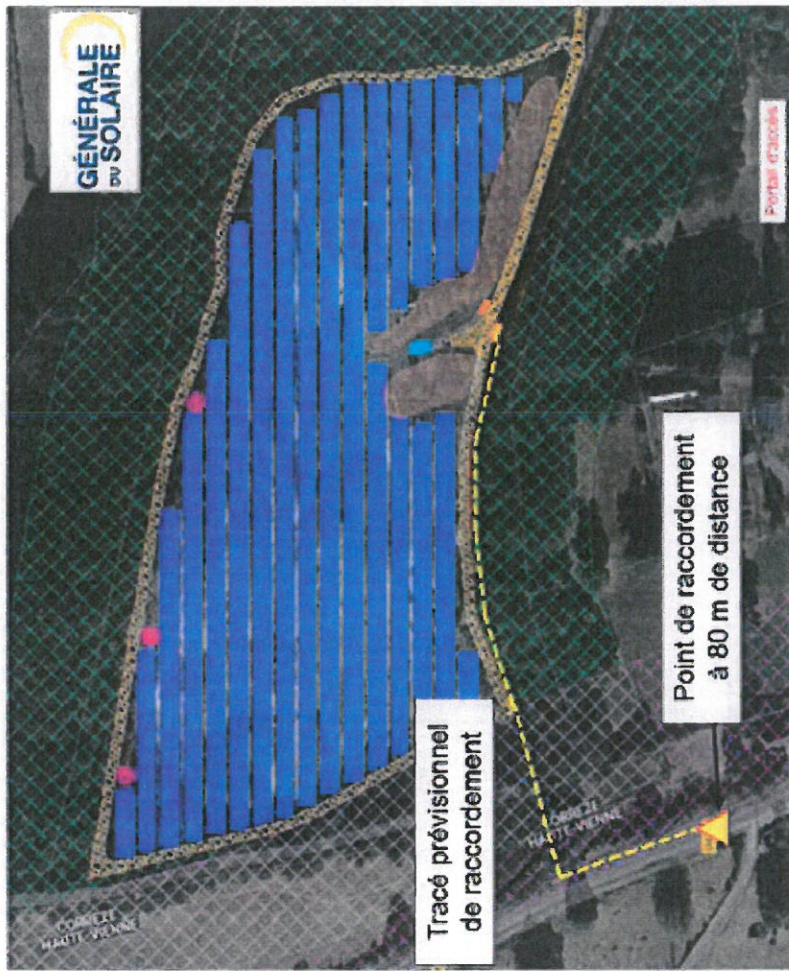 GÉNÉRALE
DU SOLAIRE
CORREZE
HAUTE-VIENNE
Tracé prévisionnel
de raccordement
CORREZE
HAUTE-VIENNE
Point de raccordement
à 80 m de distance
Portail d'accès